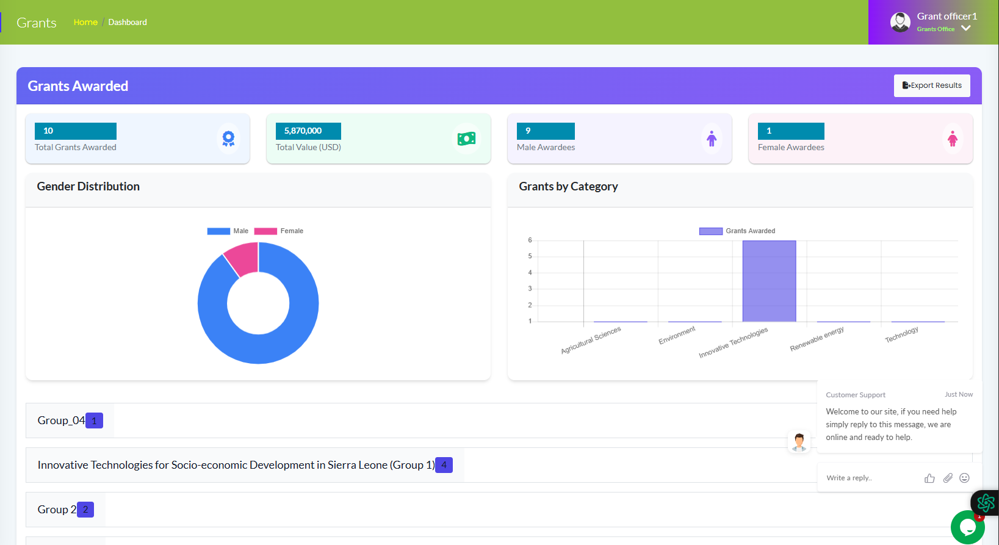 Grants
Home / Dashboard
Grant officer1
Grants Office
Grants Awarded
Export Results
10
Total Grants Awarded
5,870,000
Total Value (USD)
9
Male Awardees
1
Female Awardees
Gender Distribution
Male Female
Grants by Category
Grants Awarded
6
5
4
3
2
1
Agricultural Sciences
Environment
Innovative Technologies
Renewable energy
Technology
Group_04 1
Innovative Technologies for Socio-economic Development in Sierra Leone (Group 1) 4
Group 2 2
Customer Support Just Now
Welcome to our site, if you need help
simply reply to this message, we are
online and ready to help.
Write a reply..
1